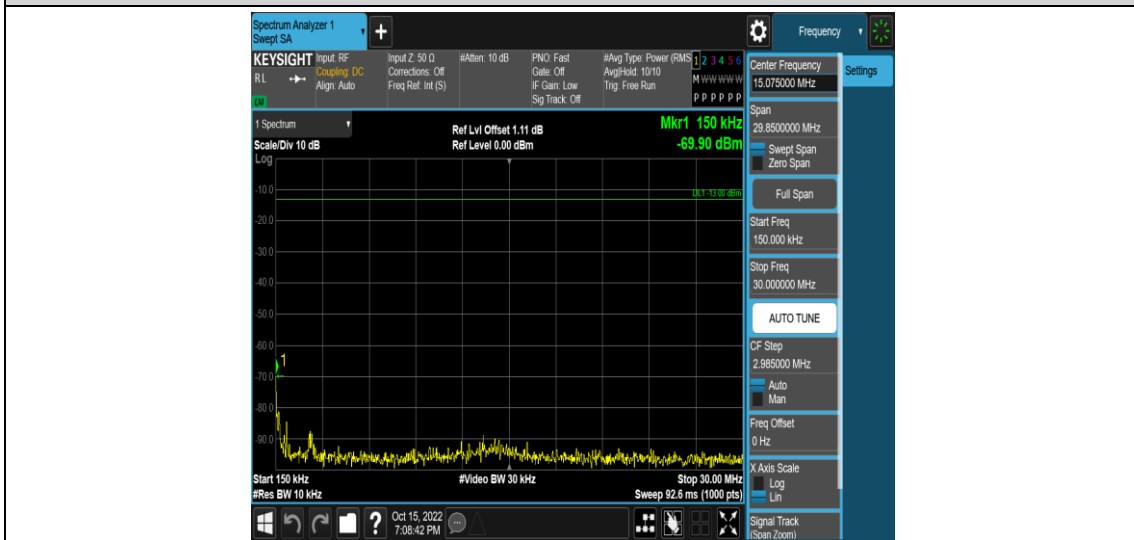 Spectrum Analyzer 1
Swept SA
+
Frequency
KEYSIGHT
RL
LXI
Input: RF
Coupling: DC
Align: Auto
Input Z: 50 Ω
Corrections: Off
Freq Ref: Int (S)
#Atten: 10 dB
PNO: Fast
Gate: Off
IF Gain: Low
Sig Track: Off
#Avg Type: Power (RMS
Avg|Hold: 10/10
Trig: Free Run
1 2 3 4 5 6
M W W W W W
P P P P P P
1 Spectrum
Scale/Div 10 dB
Log
Ref Lvl Offset 1.11 dB
Ref Level 0.00 dBm
Mkr1 150 kHz
-69.90 dBm
DL1 -13.00 dBm
-10.0
-20.0
-30.0
-40.0
-50.0
-60.0
-70.0
-80.0
-90.0
1
Start 150 kHz
#Video BW 30 kHz
Stop 30.00 MHz
#Res BW 10 kHz
Sweep 92.6 ms (1000 pts)
?
Oct 15, 2022
7:08:42 PM
Center Frequency
15.075000 MHz
Settings
Span
29.8500000 MHz
Swept Span
Zero Span
Full Span
Start Freq
150.000 kHz
Stop Freq
30.000000 MHz
AUTO TUNE
CF Step
2.985000 MHz
Auto
Man
Freq Offset
0 Hz
X Axis Scale
Log
Lin
Signal Track
(Span Zoom)